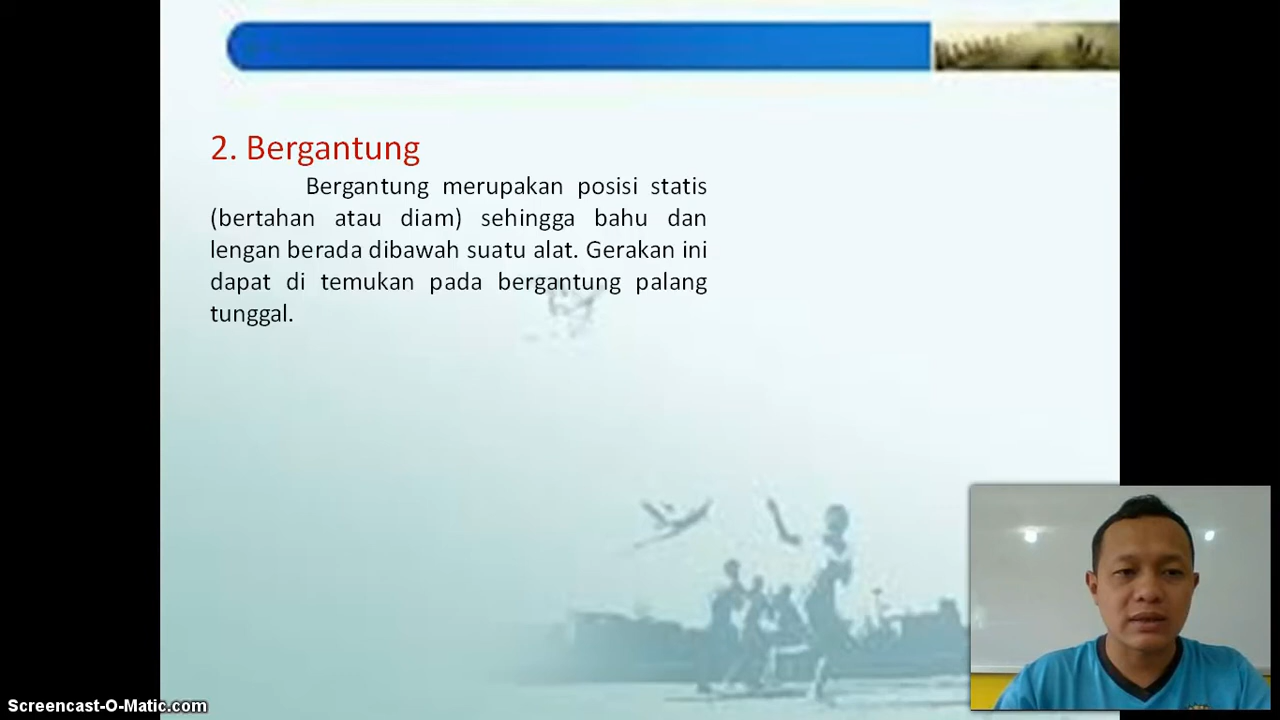 2. Bergantung
Bergantung merupakan posisi statis
(bertahan atau diam) sehingga bahu dan
lengan berada dibawah suatu alat. Gerakan ini
dapat di temukan pada bergantung palang
tunggal.
Screencast-O-Matic.com